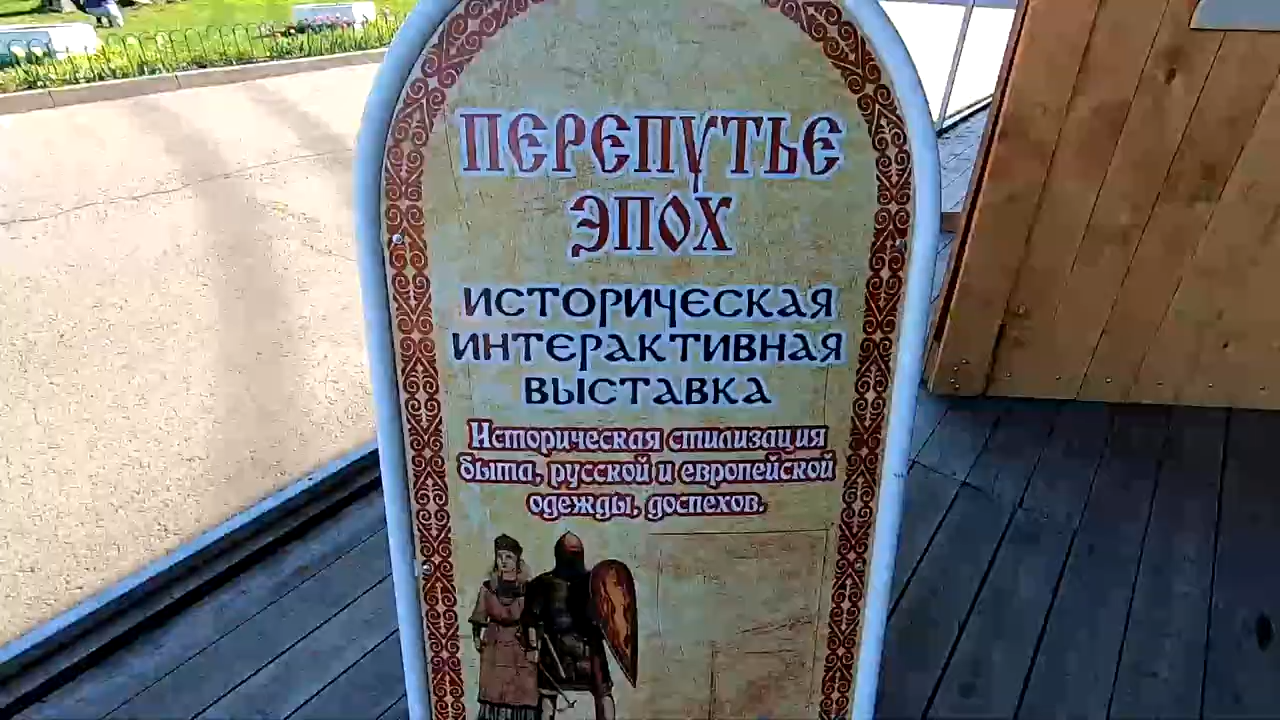 ПЕРЕПУТЬЕ
ЭПОХ
ИСТОРИЧЕСКАЯ
ИНТЕРАКТИВНАЯ
ВЫСТАВКА
Историческая стилизация
быта, русской и европейской
одежды, доспехов.